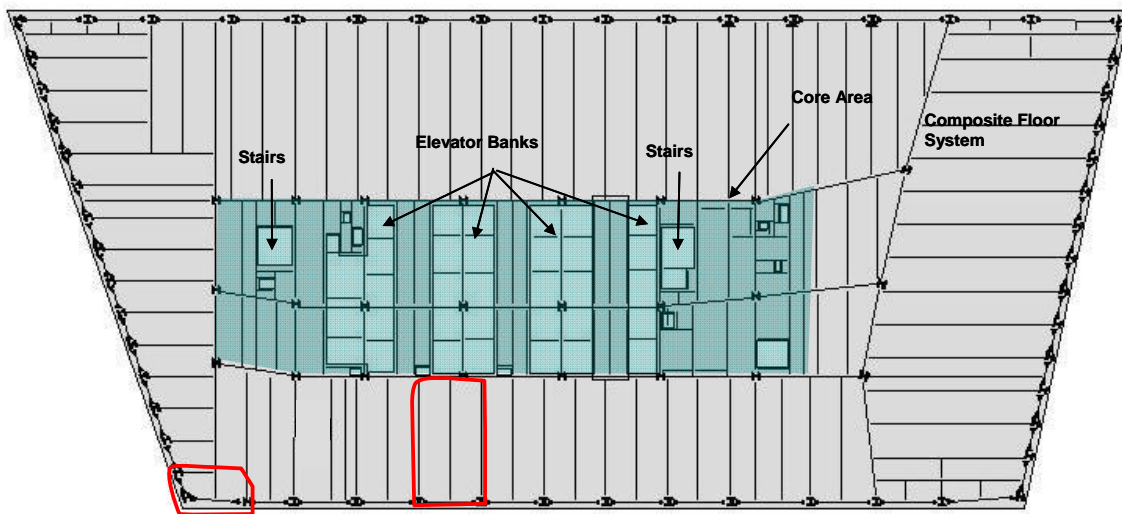 Core Area
Composite Floor
System
Elevator Banks
Stairs
Stairs